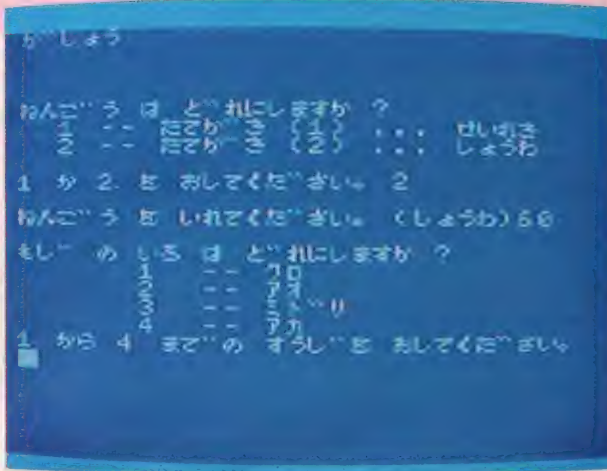 が゛しょう
ねんこ゛う は と゛れにしますか ?
1 -- たてか゛き (1) ... せいれき
2 -- たてか゛き (2) ... しょうわ
1 か 2 を おしてくた゛さい。 2
ねんこ゛う を いれてくた゛さい。 (しょうわ)60
もし゛ の いろ は と゛れにしますか ?
1 -- クロ
2 -- アオ
3 -- ミト゛リ
4 -- アカ
1 から 4 まて゛の すうし゛を おしてくた゛さい。